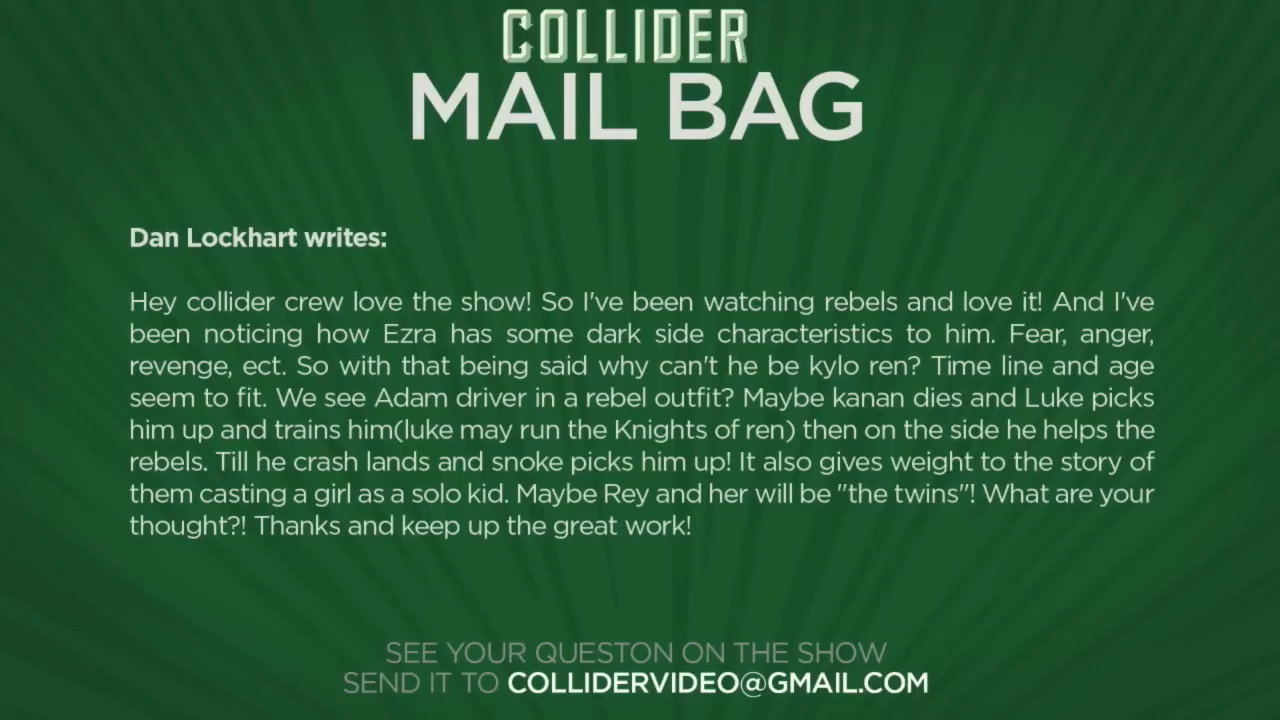 COLLIDER
MAIL BAG
Dan Lockhart writes:
Hey collider crew love the show! So I've been watching rebels and love it! And I've
been noticing how Ezra has some dark side characteristics to him. Fear, anger,
revenge, ect. So with that being said why can't he be kylo ren? Time line and age
seem to fit. We see Adam driver in a rebel outfit? Maybe kanan dies and Luke picks
him up and trains him(luke may run the Knights of ren) then on the side he helps the
rebels. Till he crash lands and snoke picks him up! It also gives weight to the story of
them casting a girl as a solo kid. Maybe Rey and her will be "the twins"! What are your
thought?! Thanks and keep up the great work!
SEE YOUR QUESTON ON THE SHOW
SEND IT TO COLLIDERVIDEO@GMAIL.COM